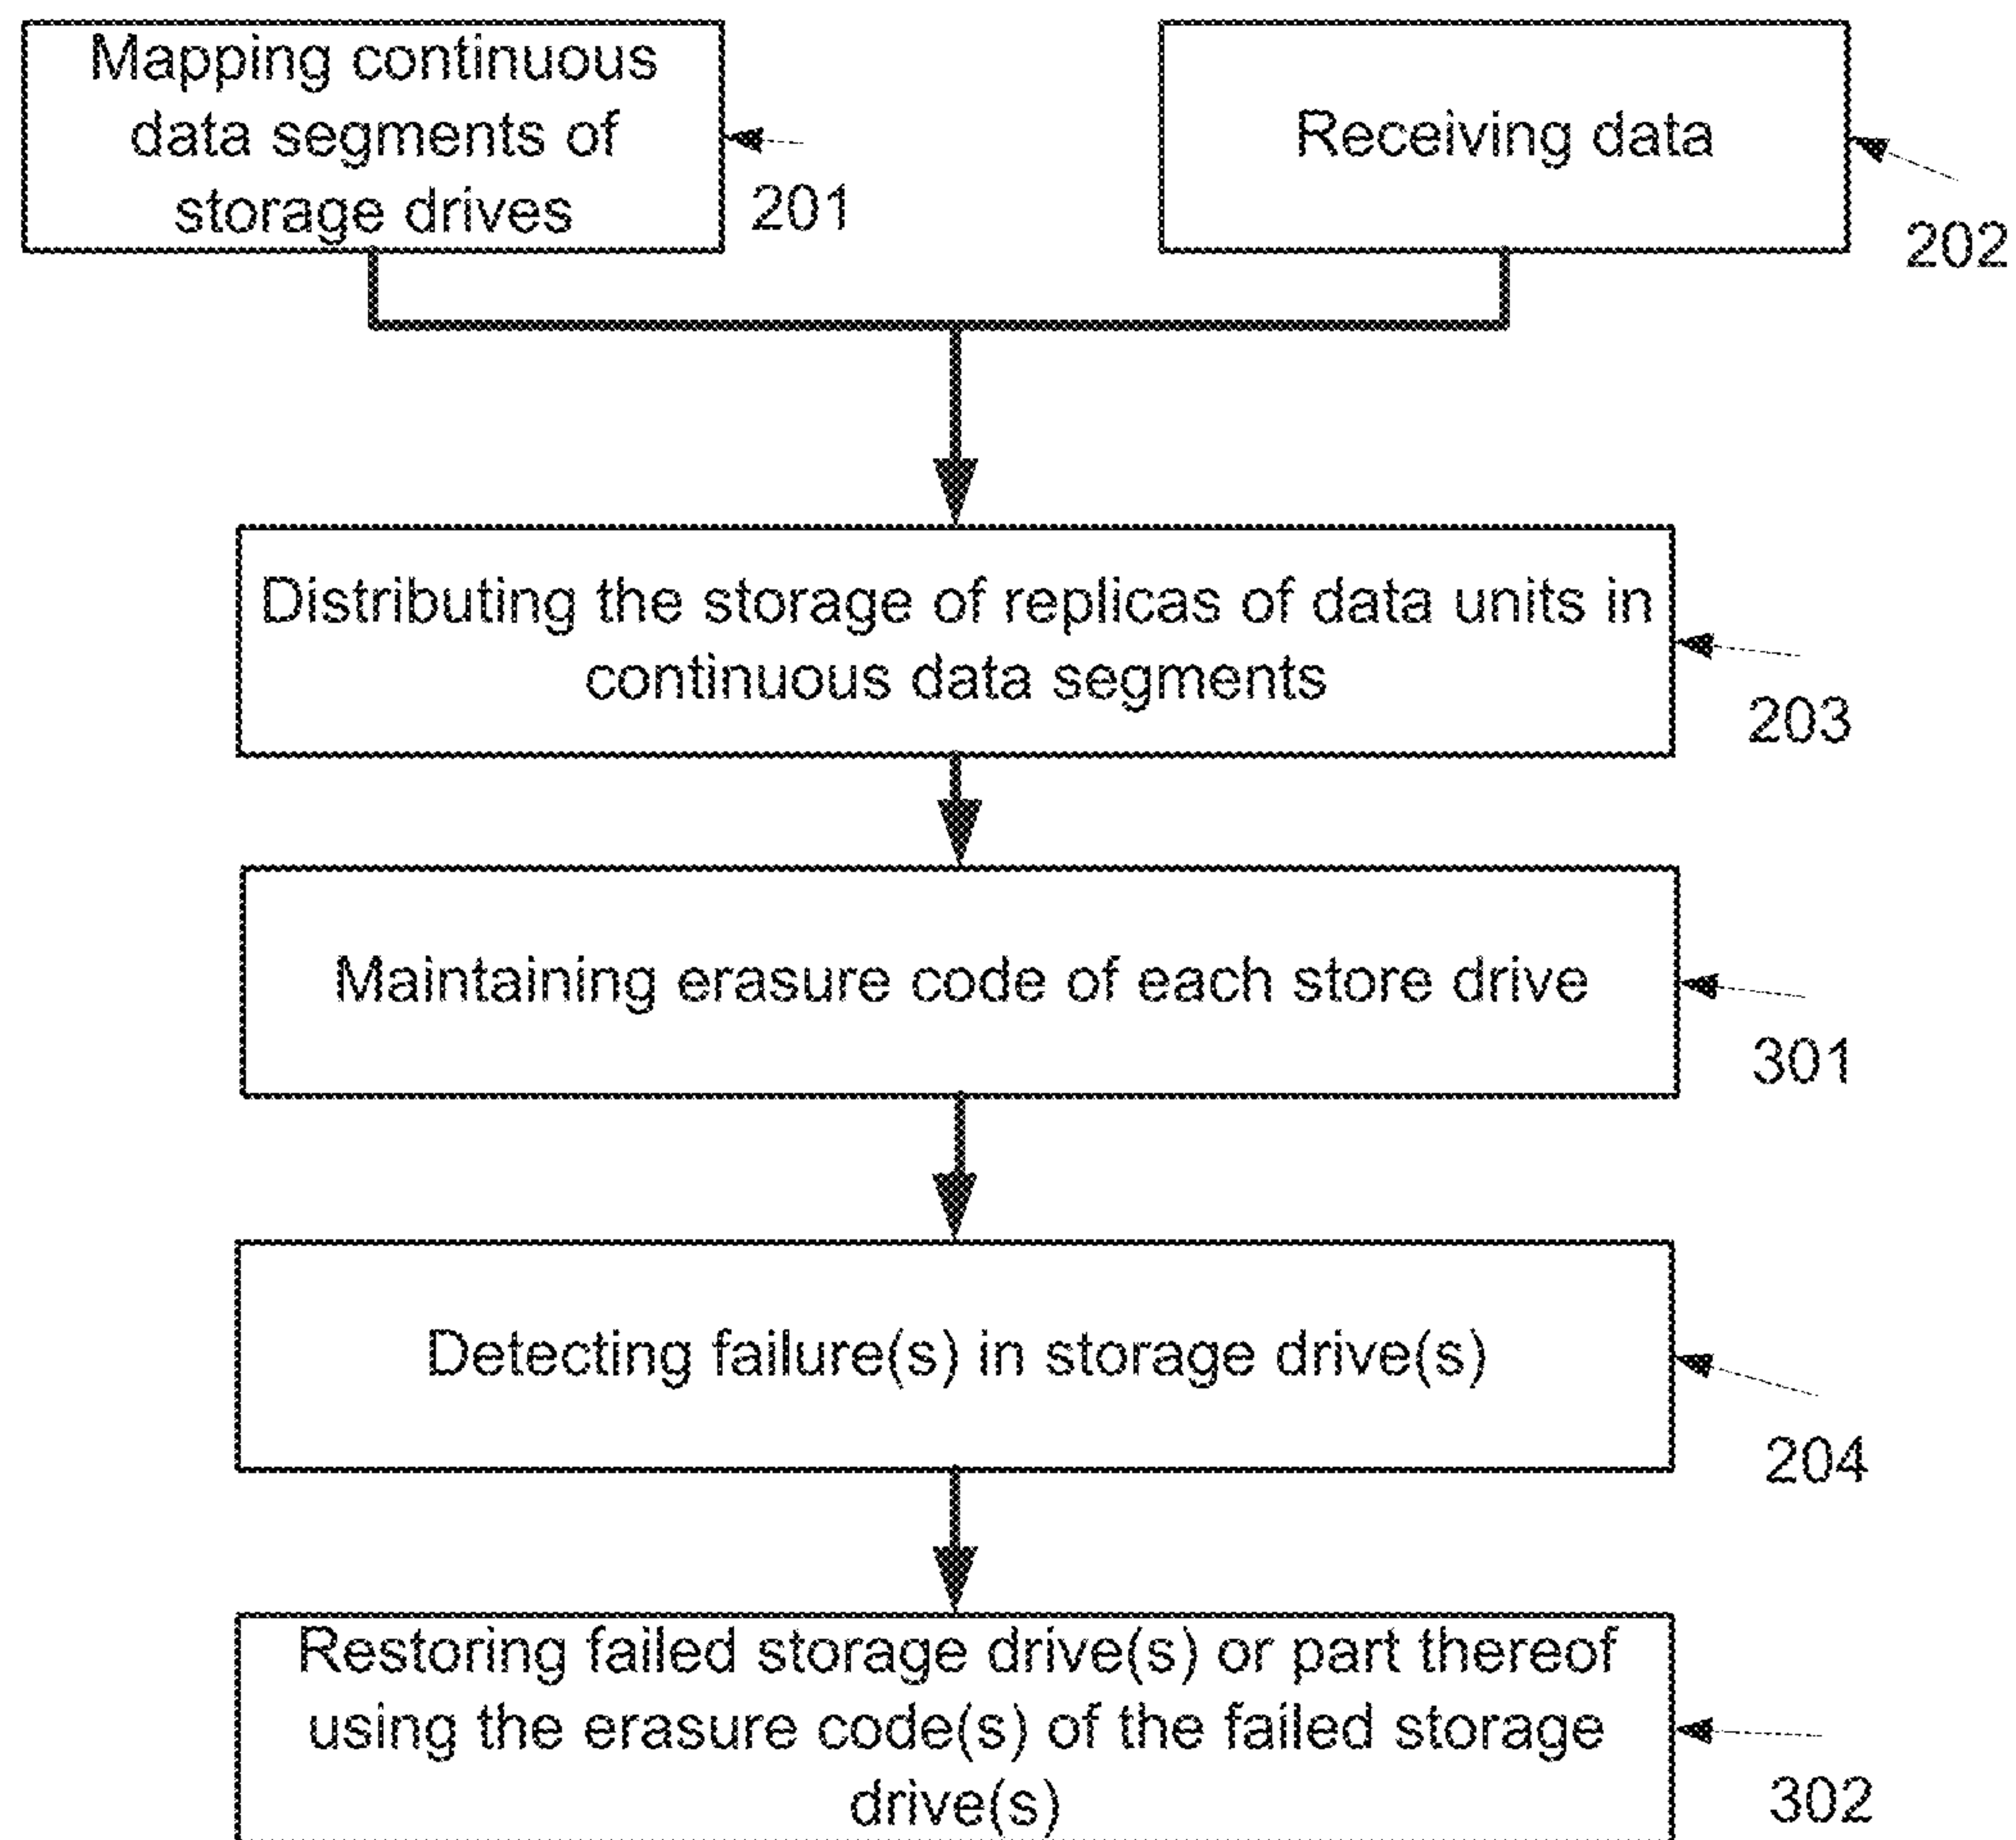 Mapping continuous
data segments of
storage drives
201
Receiving data
202
Distributing the storage of replicas of data units in
continuous data segments
203
Maintaining erasure code of each store drive
301
Detecting failure(s) in storage drive(s)
204
Restoring failed storage drive(s) or part thereof
using the erasure code(s) of the failed storage
drive(s)
302